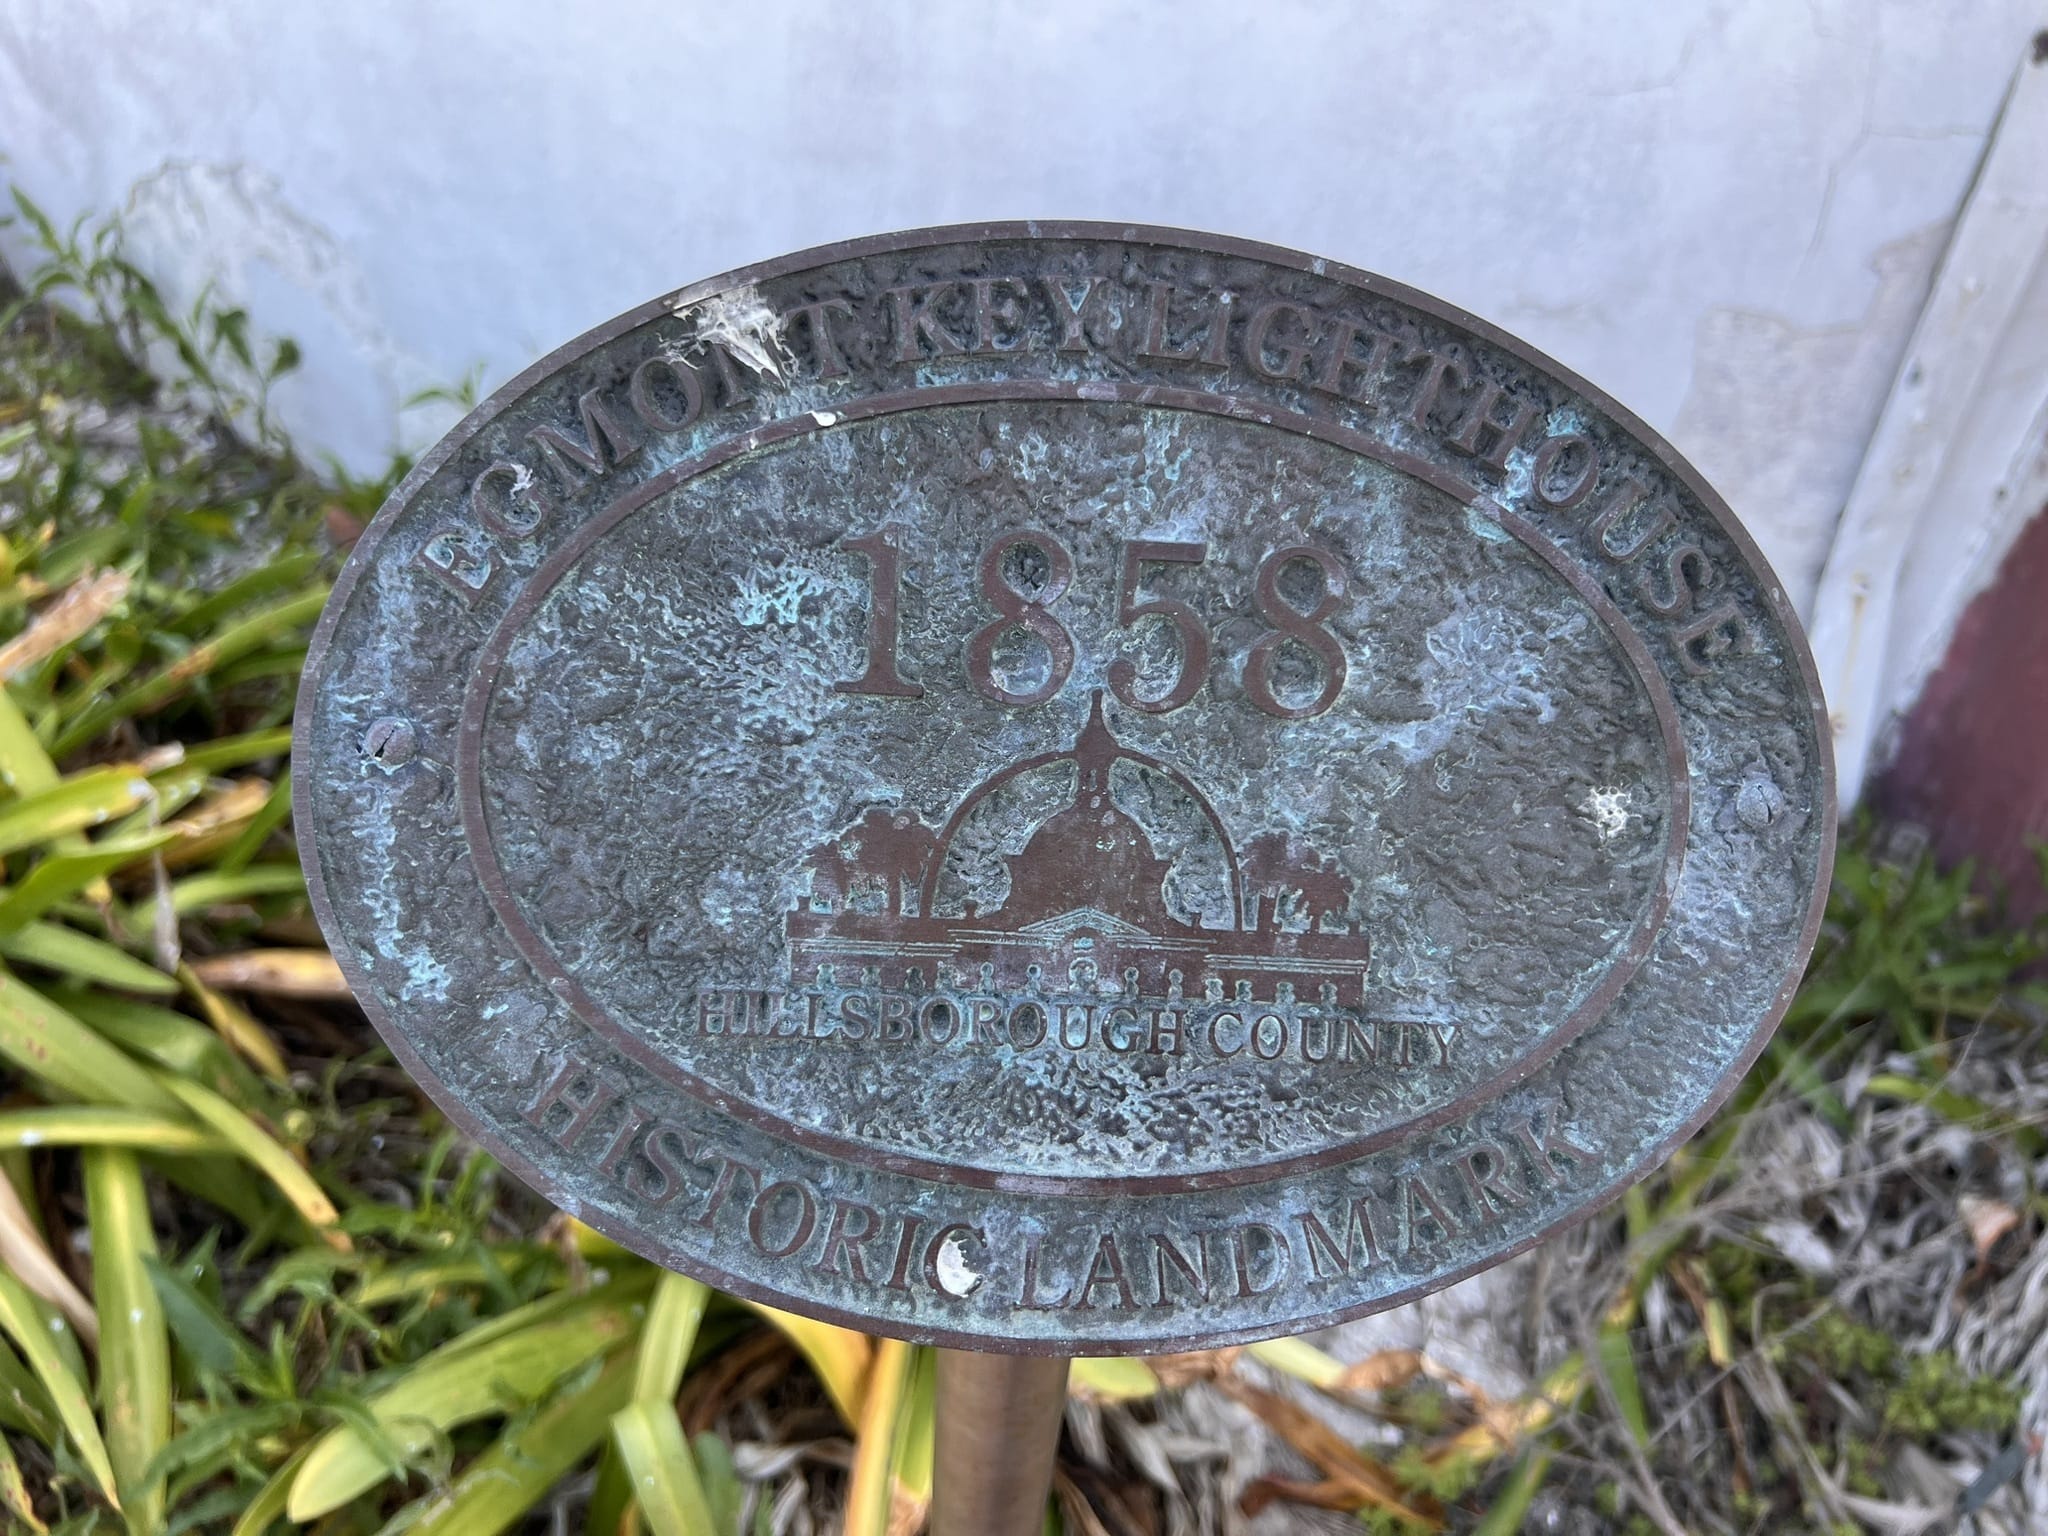 EGMONT KEY LIGHTHOUSE
1858
HILLSBOROUGH COUNTY
HISTORIC LANDMARK